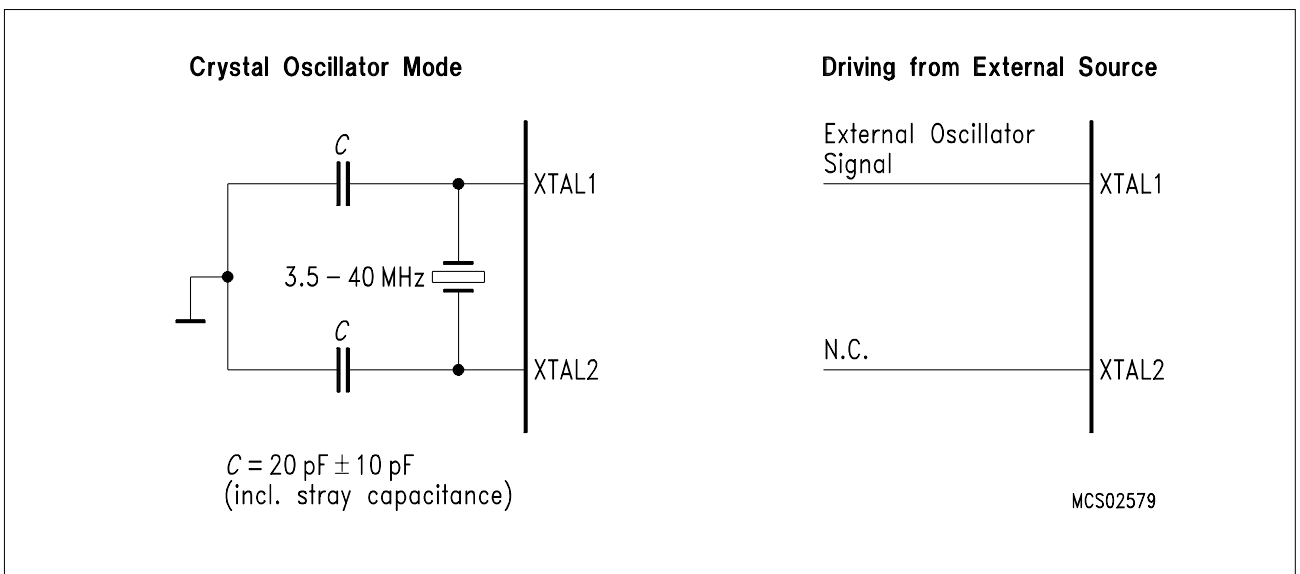 Crystal Oscillator Mode
C
XTAL1
3.5 – 40 MHz
C
XTAL2
C = 20 pF ± 10 pF
(incl. stray capacitance)
Driving from External Source
External Oscillator
Signal
XTAL1
N.C.
XTAL2
MCS02579